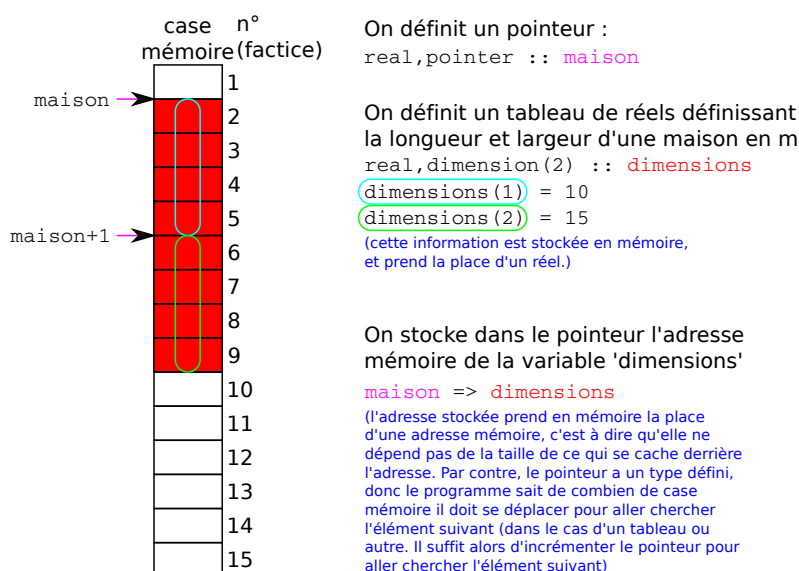 case n°
mémoire (factice)
1
maison
2
3
4
5
maison+1
6
7
8
9
10
11
12
13
14
15
On définit un pointeur :
real,pointer :: maison
On définit un tableau de réels définissant
la longueur et largeur d'une maison en m
real,dimension(2) :: dimensions
dimensions(1) = 10
dimensions(2) = 15
(cette information est stockée en mémoire,
et prend la place d'un réel.)
On stocke dans le pointeur l'adresse
mémoire de la variable 'dimensions'
maison => dimensions
(l'adresse stockée prend en mémoire la place
d'une adresse mémoire, c'est à dire qu'elle ne
dépend pas de la taille de ce qui se cache derrière
l'adresse. Par contre, le pointeur a un type défini,
donc le programme sait de combien de case
mémoire il doit se déplacer pour aller chercher
l'élément suivant (dans le cas d'un tableau ou
autre. Il suffit alors d'incrémenter le pointeur pour
aller chercher l'élément suivant)